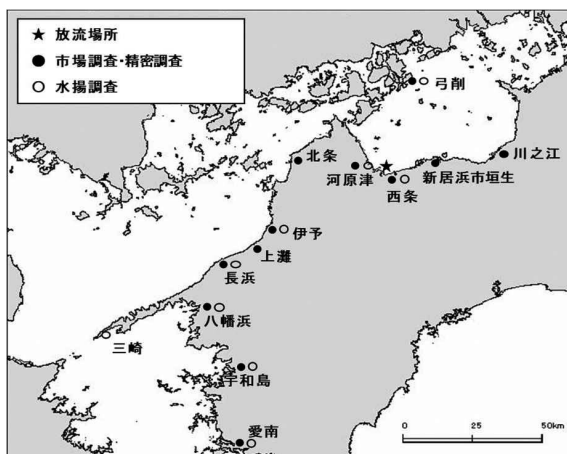 放流場所
市場調査・精密調査
水揚調査
弓削
川之江
北条
河原津
新居浜市垣生
西条
伊予
上灘
長浜
八幡浜
三崎
宇和島
愛南
0 25 50km